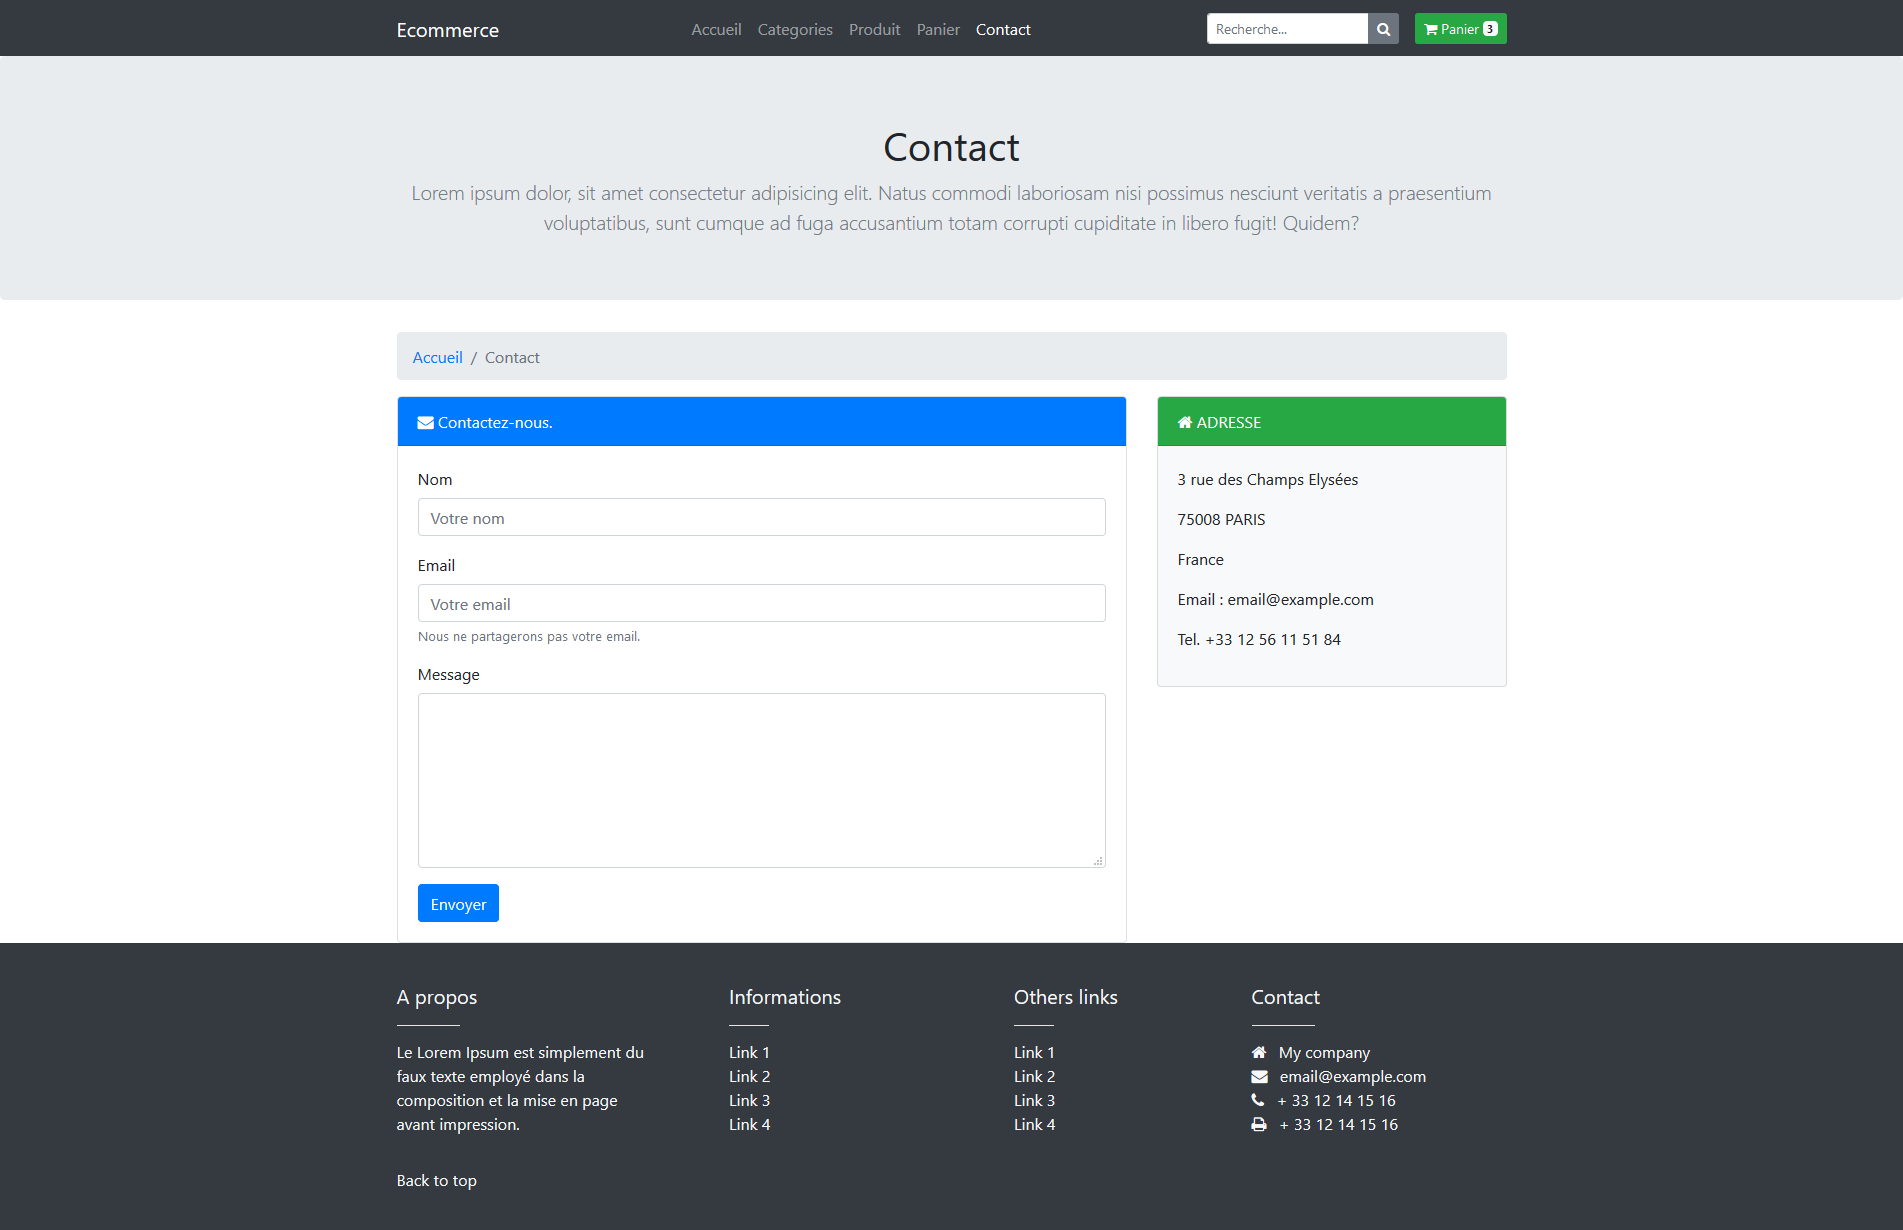 Ecommerce
Accueil Categories Produit Panier Contact
Recherche...
Panier 3
Contact
Lorem ipsum dolor, sit amet consectetur adipisicing elit. Natus commodi laboriosam nisi possimus nesciunt veritatis a praesentium
voluptatibus, sunt cumque ad fuga accusantium totam corrupti cupiditate in libero fugit! Quidem?
Accueil / Contact
Contactez-nous.
Nom
Votre nom
Email
Votre email
Nous ne partagerons pas votre email.
Message
Envoyer
ADRESSE
3 rue des Champs Elysées
75008 PARIS
France
Email : email@example.com
Tel. +33 12 56 11 51 84
A propos
Le Lorem Ipsum est simplement du
faux texte employé dans la
composition et la mise en page
avant impression.
Informations
Link 1
Link 2
Link 3
Link 4
Others links
Link 1
Link 2
Link 3
Link 4
Contact
My company
email@example.com
+ 33 12 14 15 16
+ 33 12 14 15 16
Back to top